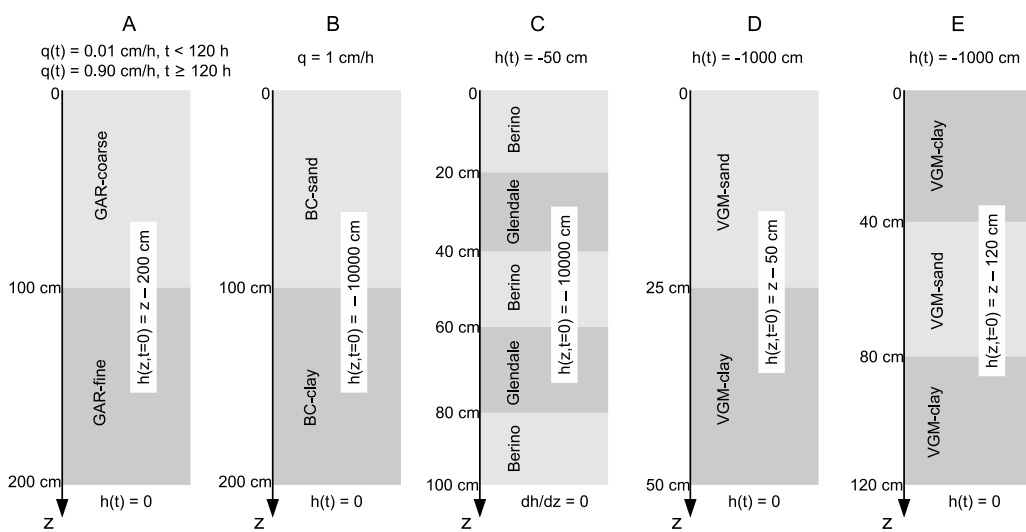 A
q(t) = 0.01 cm/h, t < 120 h
q(t) = 0.90 cm/h, t ≥ 120 h
0
GAR-coarse
h(z,t=0) = z – 200 cm
100 cm
GAR-fine
200 cm
h(t) = 0
z
B
q = 1 cm/h
0
BC-sand
h(z,t=0) = – 10000 cm
100 cm
BC-clay
200 cm
h(t) = 0
z
C
h(t) = -50 cm
0
Berino
20 cm
Glendale
h(z,t=0) = – 10000 cm
40 cm
Berino
60 cm
Glendale
80 cm
Berino
100 cm
dh/dz = 0
z
D
h(t) = -1000 cm
0
VGM-sand
h(z,t=0) = z – 50 cm
25 cm
VGM-clay
50 cm
h(t) = 0
z
E
h(t) = -1000 cm
0
VGM-clay
40 cm
VGM-sand
h(z,t=0) = z – 120 cm
80 cm
VGM-clay
120 cm
h(t) = 0
z